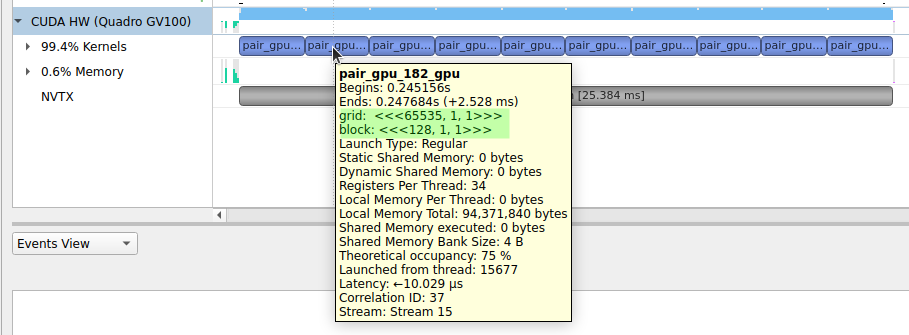 CUDA HW (Quadro GV100)
99.4% Kernels
pair_gpu... pair_gpu... pair_gpu... pair_gpu... pair_gpu... pair_gpu... pair_gpu... pair_gpu... pair_gpu... pair_gpu...
0.6% Memory
NVTX
[25.384 ms]
pair_gpu_182_gpu
Begins: 0.245156s
Ends: 0.247684s (+2.528 ms)
grid: <<<65535, 1, 1>>>
block: <<<128, 1, 1>>>
Launch Type: Regular
Static Shared Memory: 0 bytes
Dynamic Shared Memory: 0 bytes
Registers Per Thread: 34
Local Memory Per Thread: 0 bytes
Local Memory Total: 94,371,840 bytes
Shared Memory executed: 0 bytes
Shared Memory Bank Size: 4 B
Theoretical occupancy: 75 %
Launched from thread: 15677
Latency: ←10.029 μs
Correlation ID: 37
Stream: Stream 15
Events View